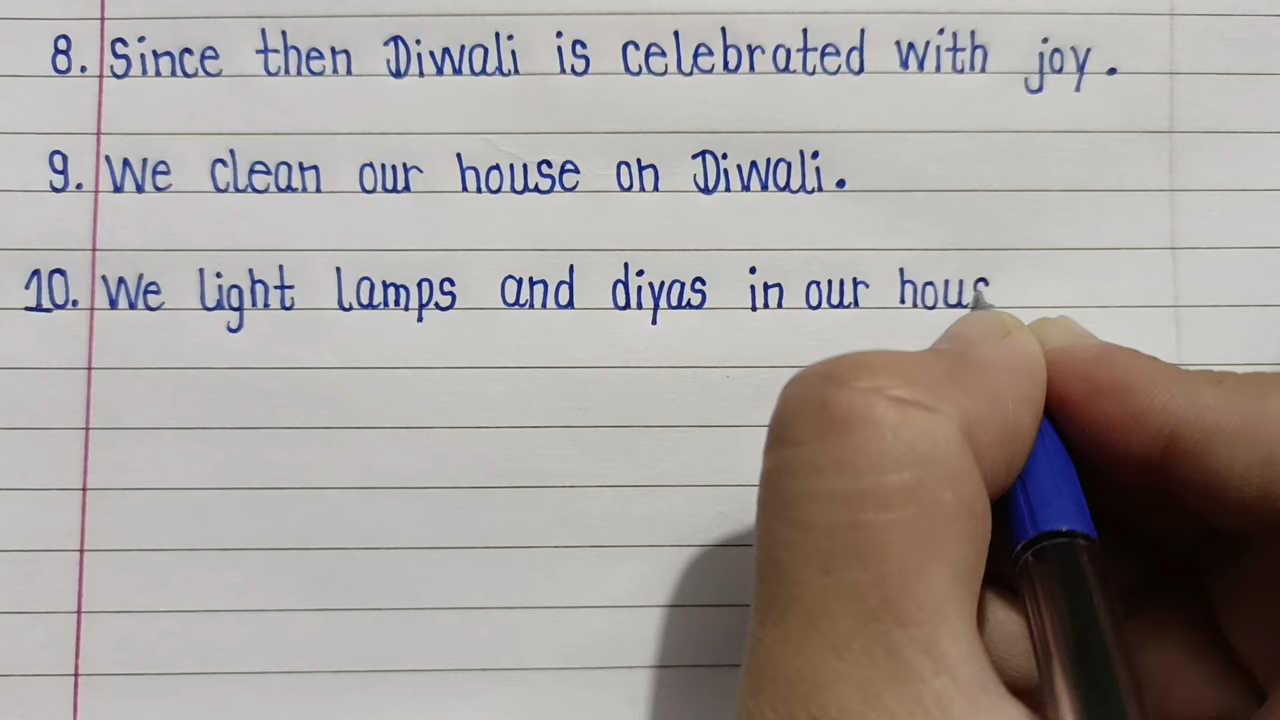 8. Since then Diwali is celebrated with joy.
9. We clean our house on Diwali.
10. We light lamps and diyas in our hous